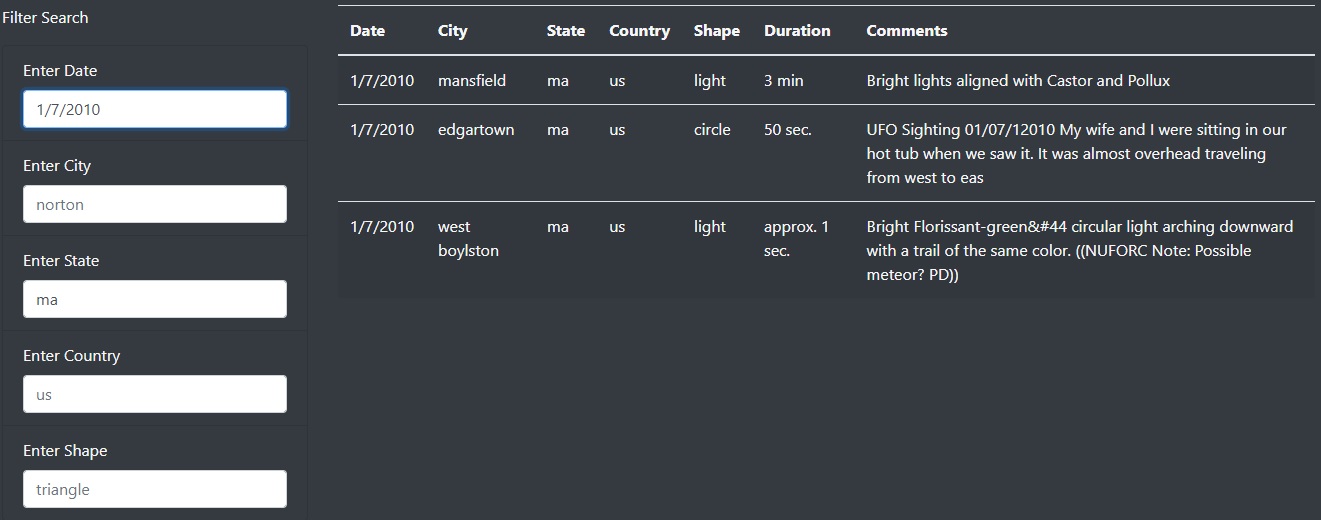 Filter Search
Enter Date
1/7/2010
Enter City
norton
Enter State
ma
Enter Country
us
Enter Shape
triangle
Date City State Country Shape Duration Comments
1/7/2010 mansfield ma us light 3 min Bright lights aligned with Castor and Pollux
1/7/2010 edgartown ma us circle 50 sec. UFO Sighting 01/07/12010 My wife and I were sitting in our
hot tub when we saw it. It was almost overhead traveling
from west to eas
1/7/2010 west ma us light approx. 1 Bright Florissant-green&#44 circular light arching downward
boylston sec. with a trail of the same color. ((NUFORC Note: Possible
meteor? PD))